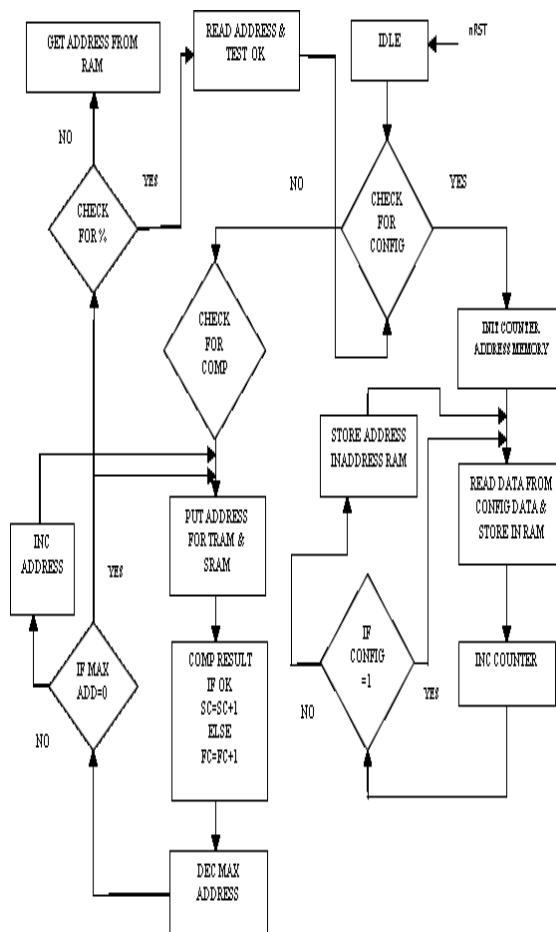 GET ADDRESS FROM
RAM
READ ADDRESS &
TEST OK
IDLE
nRST
NO
YES
CHECK
FOR %
NO
YES
CHECK
FOR
CONFIG
CHECK
FOR
COMP
INIT COUNTER
ADDRESS MEMORY
STORE ADDRESS
INADDRESS RAM
READ DATA FROM
CONFIG DATA &
STORE IN RAM
INC
ADDRESS
YES
PUT ADDRESS
FOR TRAM &
SRAM
IF MAX
ADD=0
NO
COMP RESULT
IF OK
SC=SC+1
ELSE
FC=FC+1
IF
CONFIG
=1
NO
YES
INC COUNTER
DEC MAX
ADDRESS